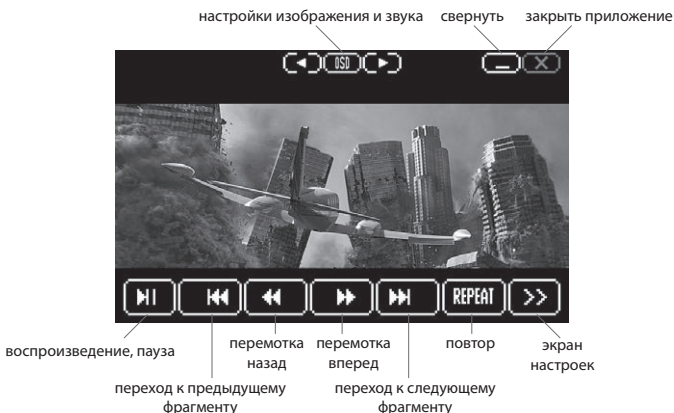 настройки изображения и звука свернуть закрыть приложение
OSD
REPEAT
воспроизведение, пауза
перемотка
назад
перемотка
вперед
повтор
экран
настроек
переход к предыдущему
фрагменту
переход к следующему
фрагменту